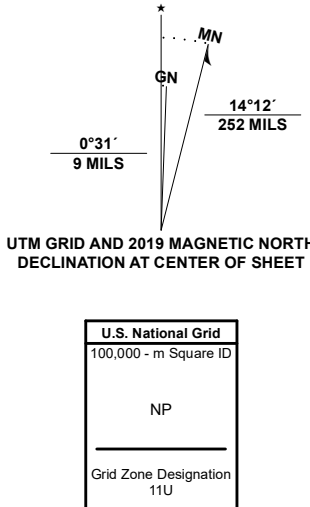 ★
MN
GN
0°31´
9 MILS
14°12´
252 MILS
UTM GRID AND 2019 MAGNETIC NORTH
DECLINATION AT CENTER OF SHEET
U.S. National Grid
100,000 - m Square ID
NP
Grid Zone Designation
11U